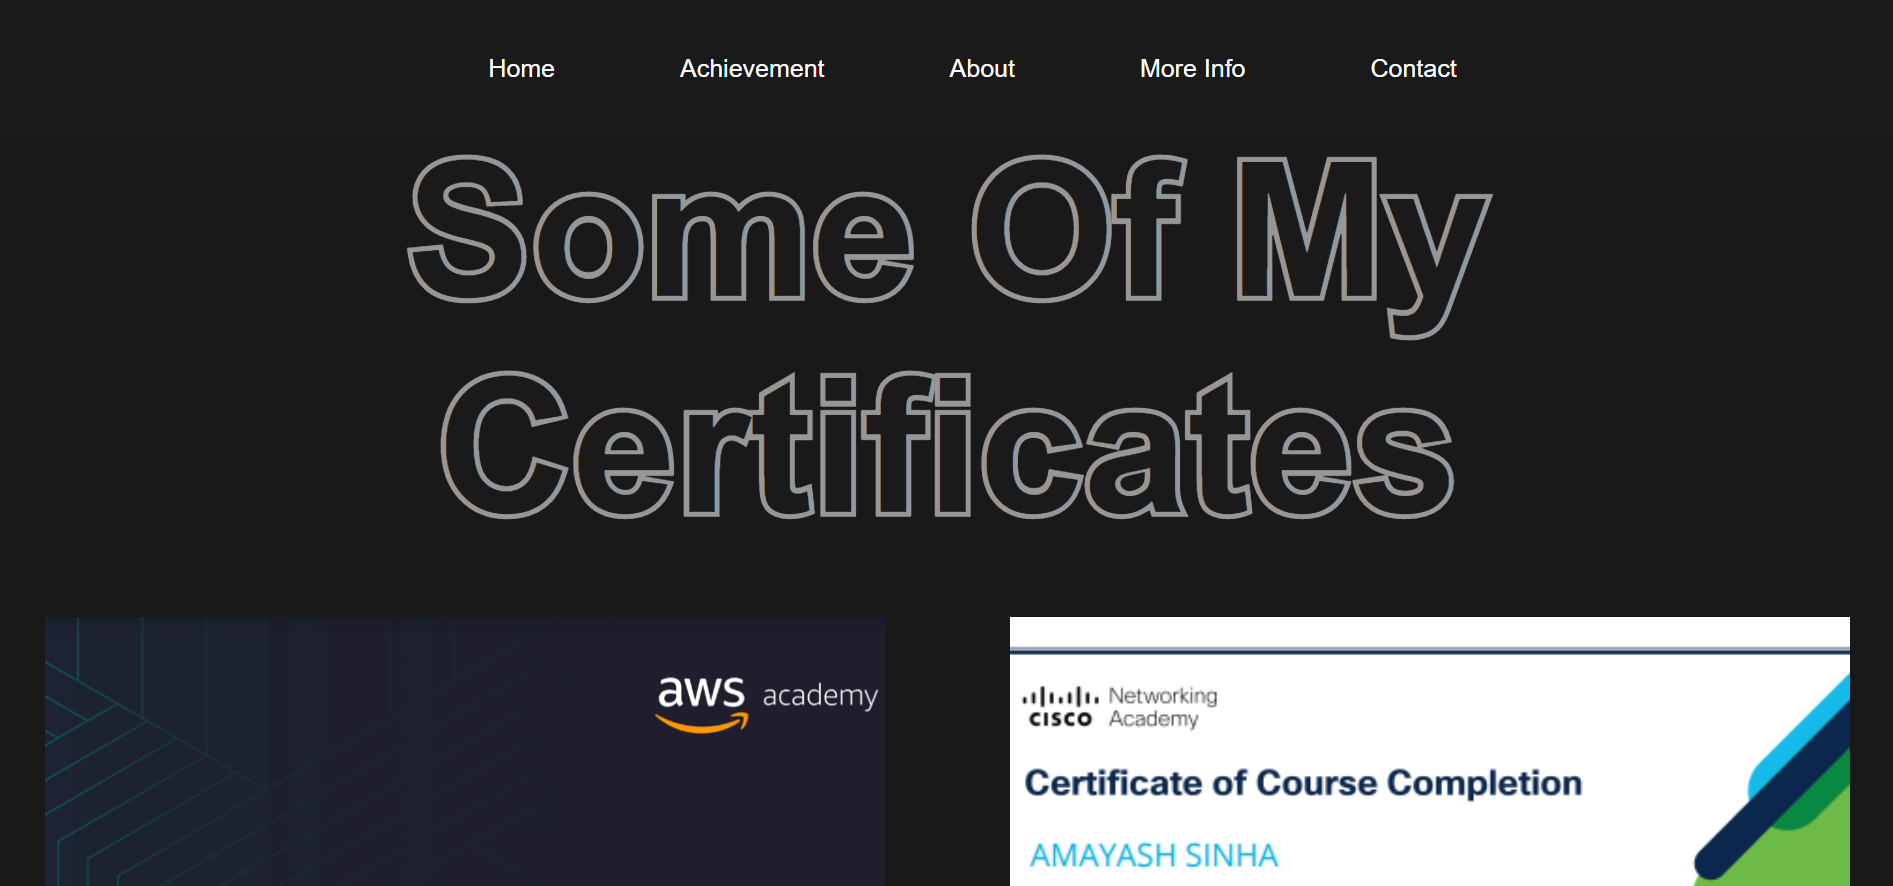 Home Achievement About More Info Contact
Some Of My
Certificates
aws academy
CISCO Networking
Academy
Certificate of Course Completion
AMAYASH SINHA